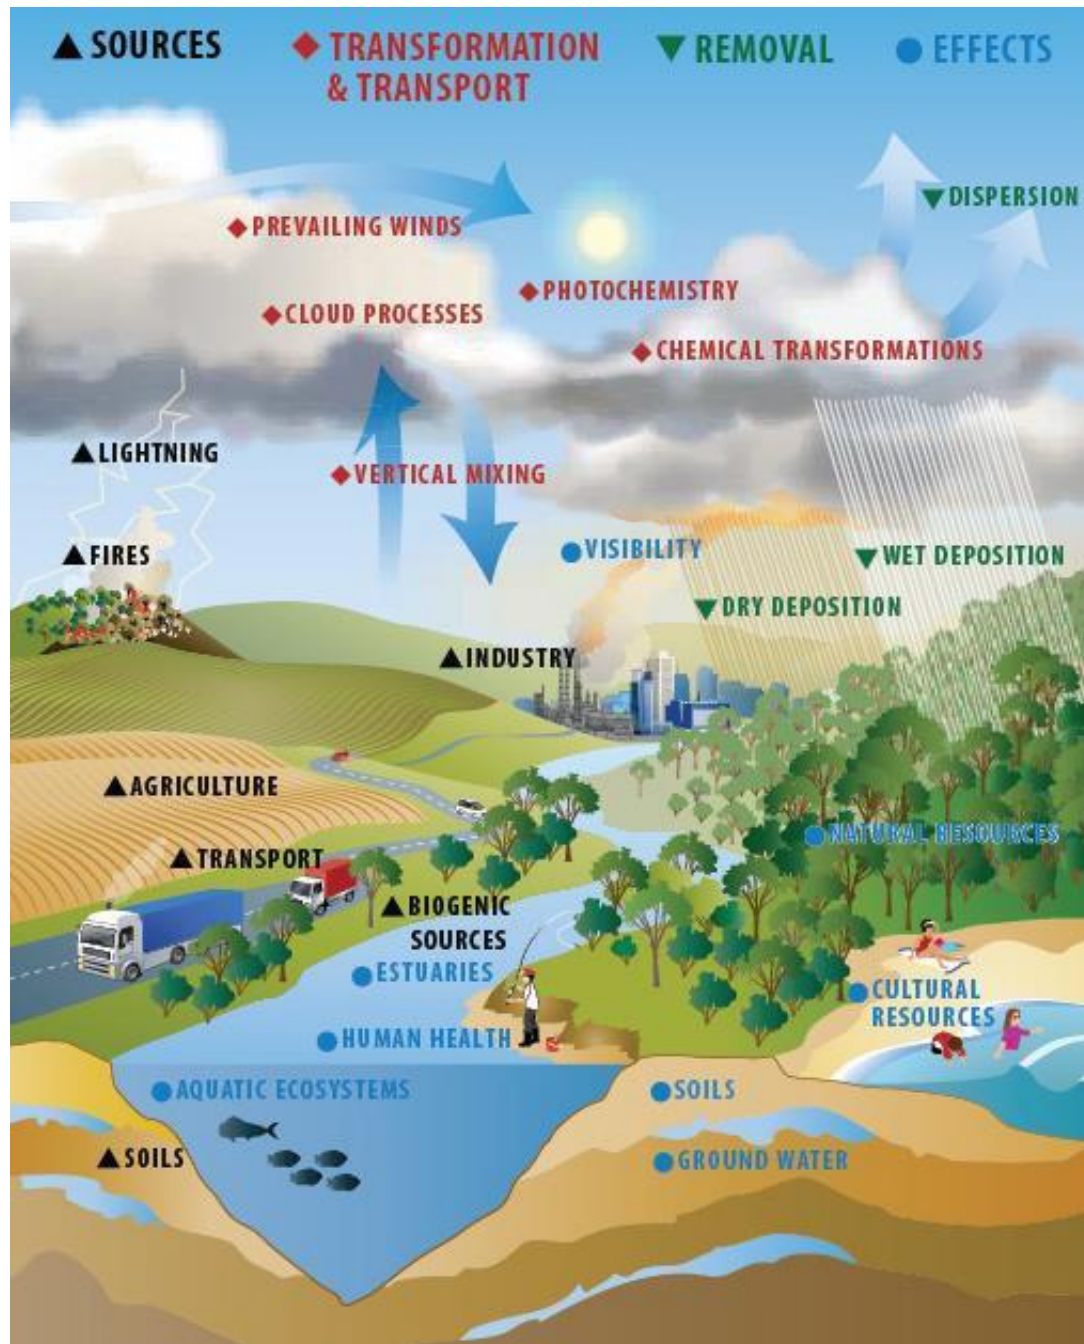 ▲ SOURCES
◆ TRANSFORMATION
& TRANSPORT
▼ REMOVAL
● EFFECTS
▼ DISPERSION
◆ PREVAILING WINDS
◆ PHOTOCHEMISTRY
◆ CLOUD PROCESSES
◆ CHEMICAL TRANSFORMATIONS
▲ LIGHTNING
◆ VERTICAL MIXING
▲ FIRES
● VISIBILITY
▼ WET DEPOSITION
▼ DRY DEPOSITION
▲ INDUSTRY
▲ AGRICULTURE
● NATURAL RESOURCES
▲ TRANSPORT
▲ BIOGENIC
SOURCES
● ESTUARIES
● CULTURAL
RESOURCES
● HUMAN HEALTH
● AQUATIC ECOSYSTEMS
● SOILS
▲ SOILS
● GROUND WATER